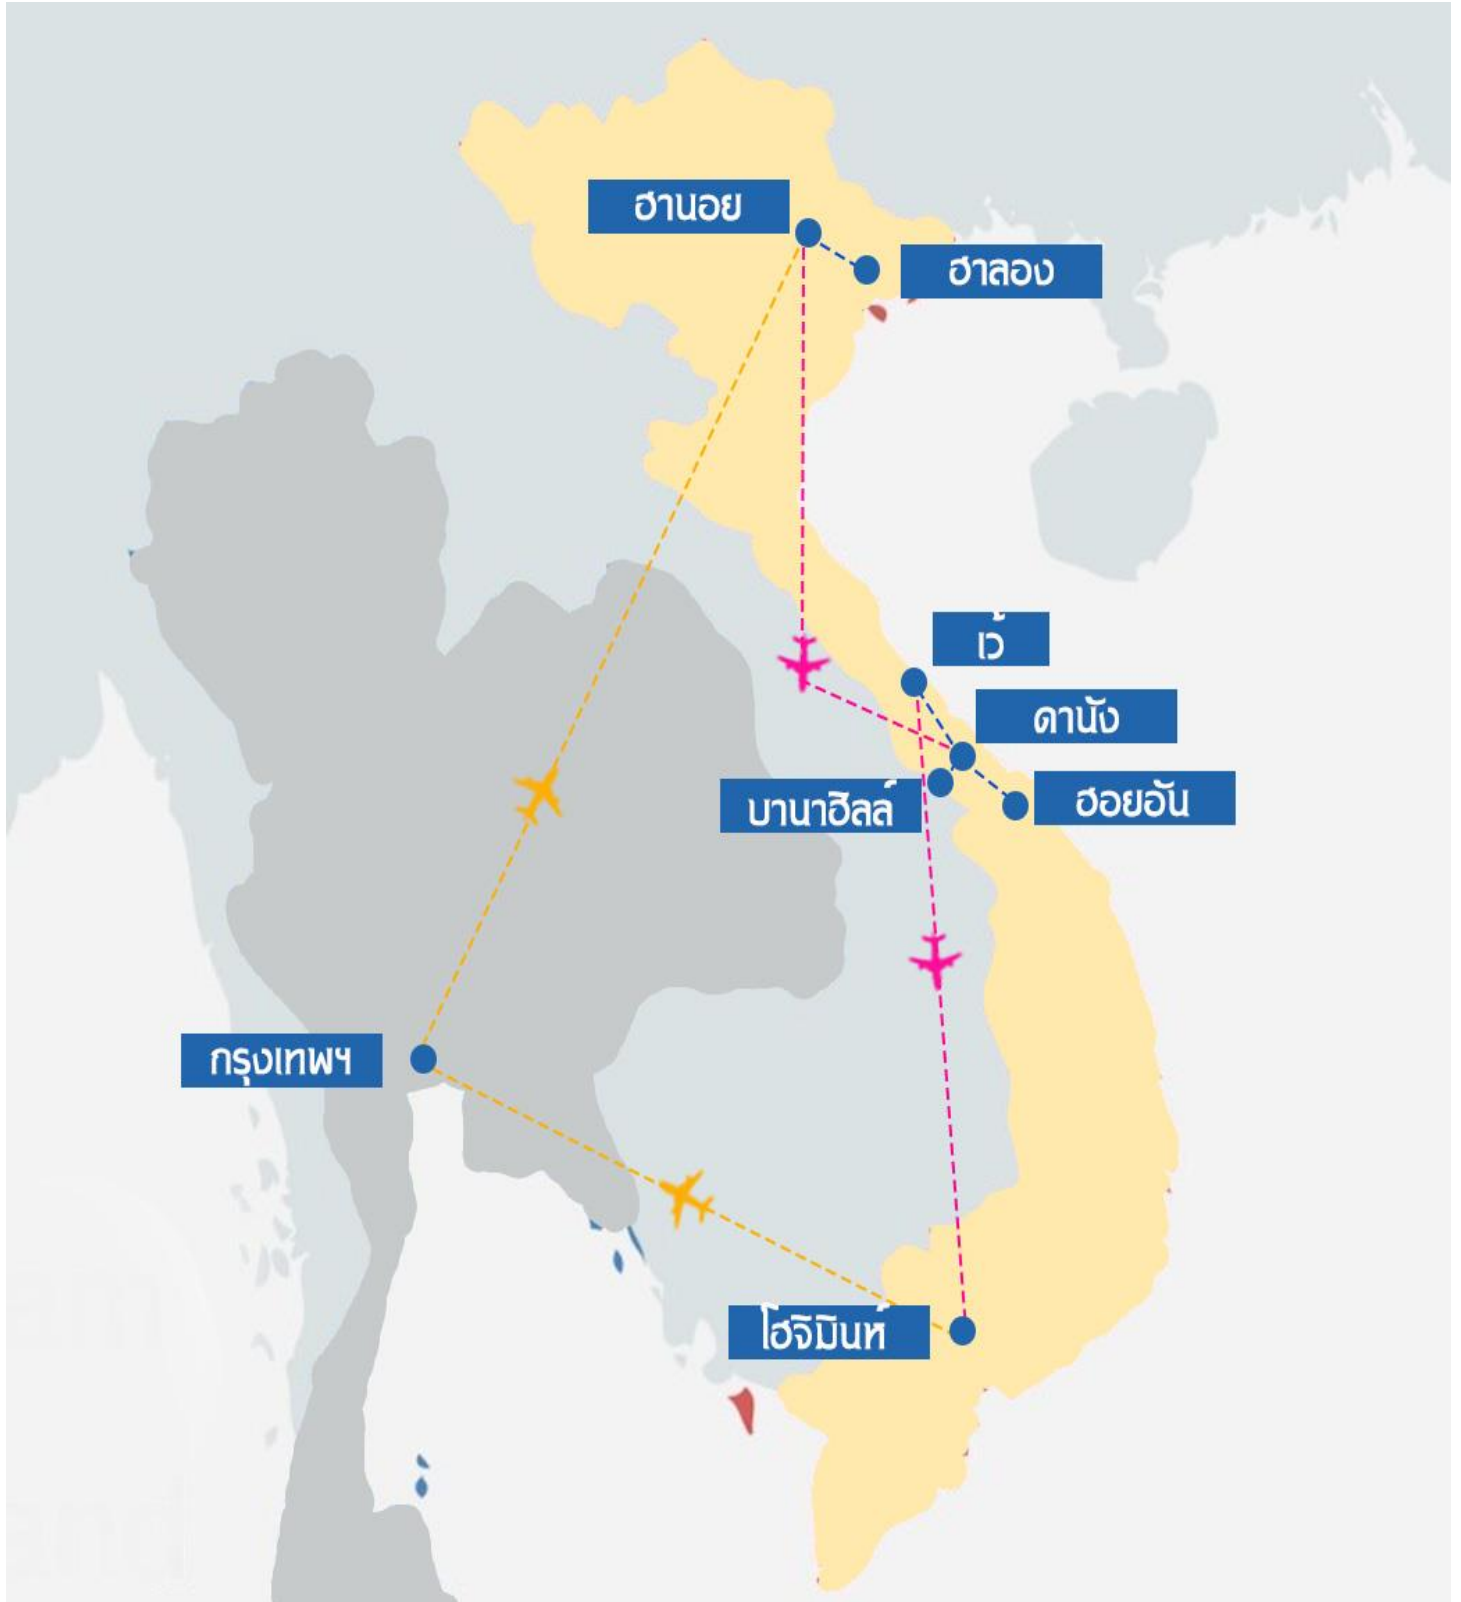 ฮานอย
ฮาลอง
เว้
ดานัง
บานาฮิลล์
ฮอยอัน
กรุงเทพฯ
โฮจิมินห์